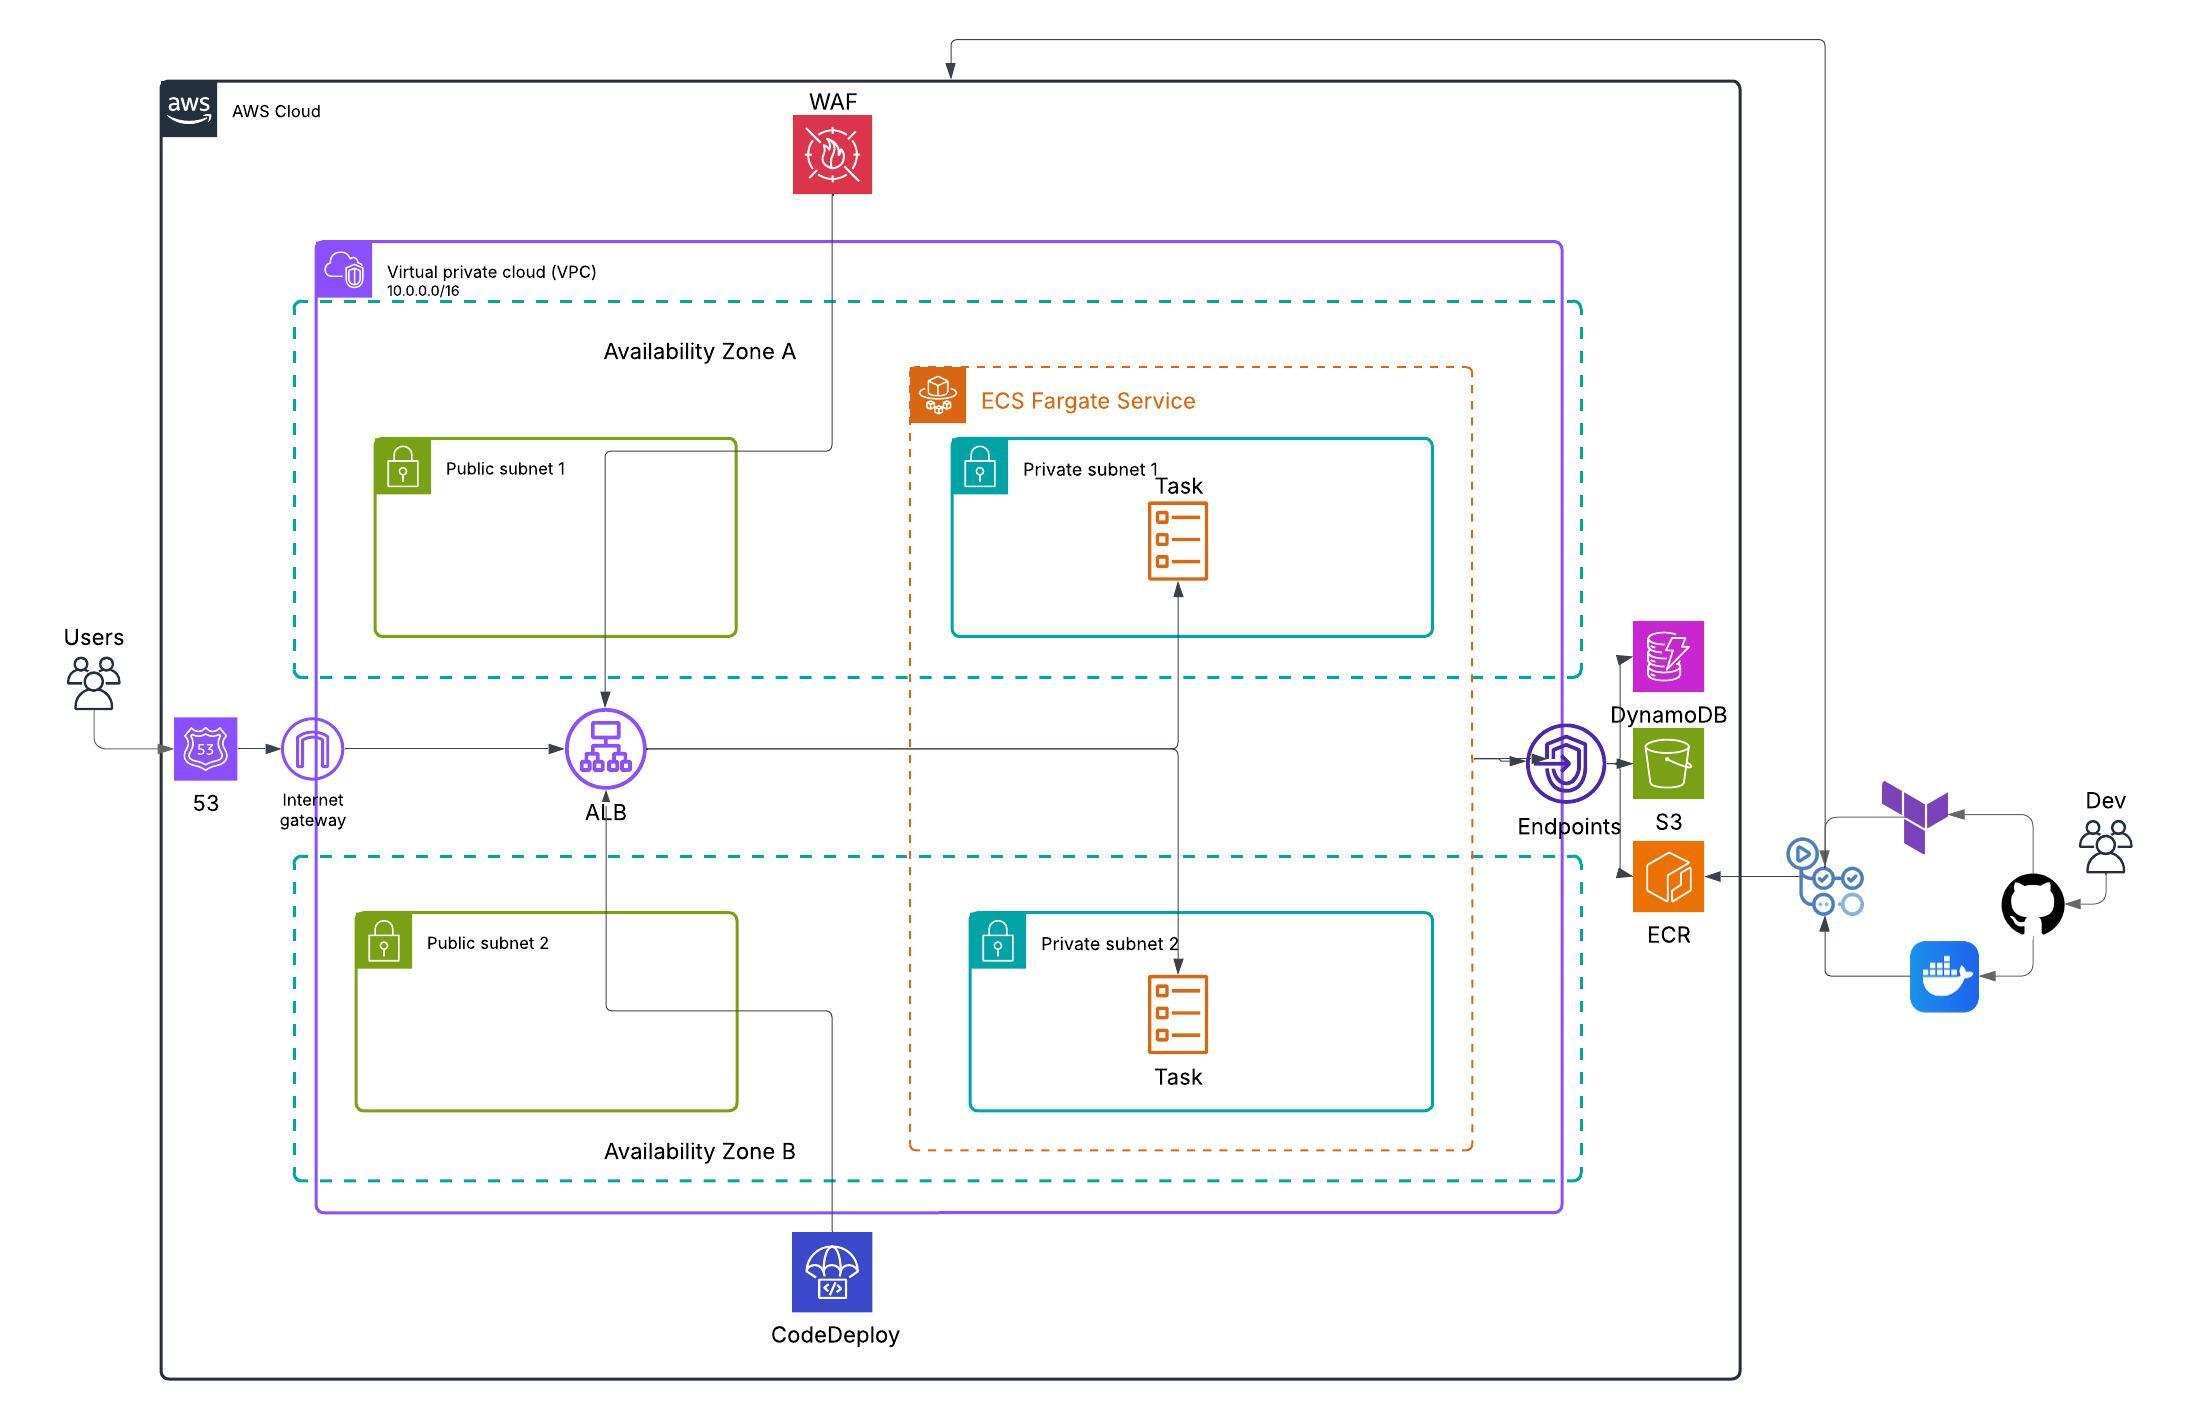 WAF
aws
AWS Cloud
Virtual private cloud (VPC)
10.0.0.0/16
Availability Zone A
ECS Fargate Service
Public subnet 1
Private subnet 1
Task
Users
53
53
Internet
gateway
ALB
Endpoints
DynamoDB
S3
ECR
Dev
Public subnet 2
Private subnet 2
Task
Availability Zone B
</>
CodeDeploy